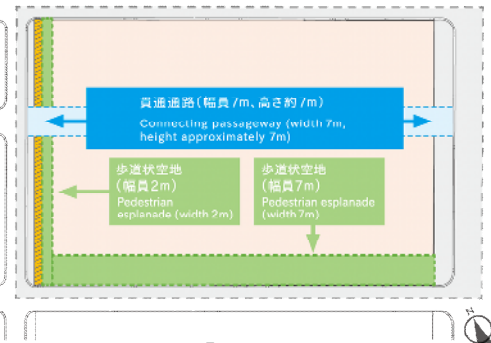 貫通通路（幅員7m、高さ約7m）
Connecting passageway (width 7m,
height approximately 7m)
歩道状空地
（幅員2m）
Pedestrian
esplanade (width 2m)
歩道状空地
（幅員7m）
Pedestrian esplanade
(width 7m)
N